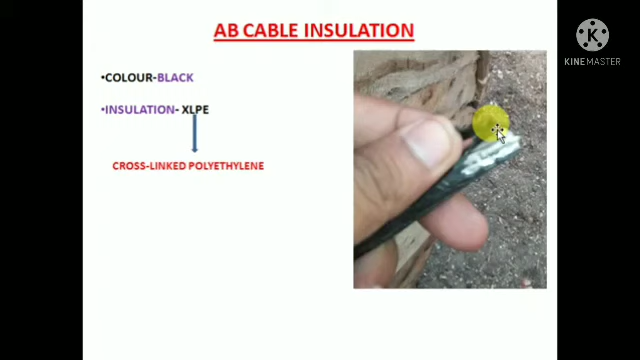 AB CABLE INSULATION
•COLOUR-BLACK
•INSULATION- XLPE
CROSS-LINKED POLYETHYLENE
K
KINEMASTER